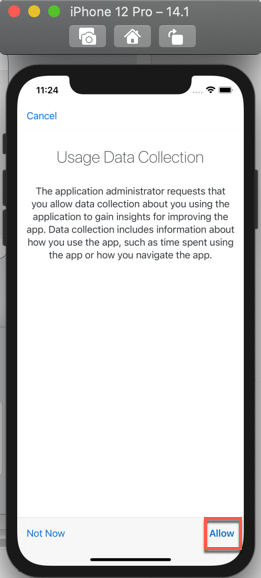 iPhone 12 Pro – 14.1
11:24
Cancel
Usage Data Collection
The application administrator requests that
you allow data collection about you using the
application to gain insights for improving the
app. Data collection includes information about
how you use the app, such as time spent using
the app or how you navigate the app.
Not Now
Allow